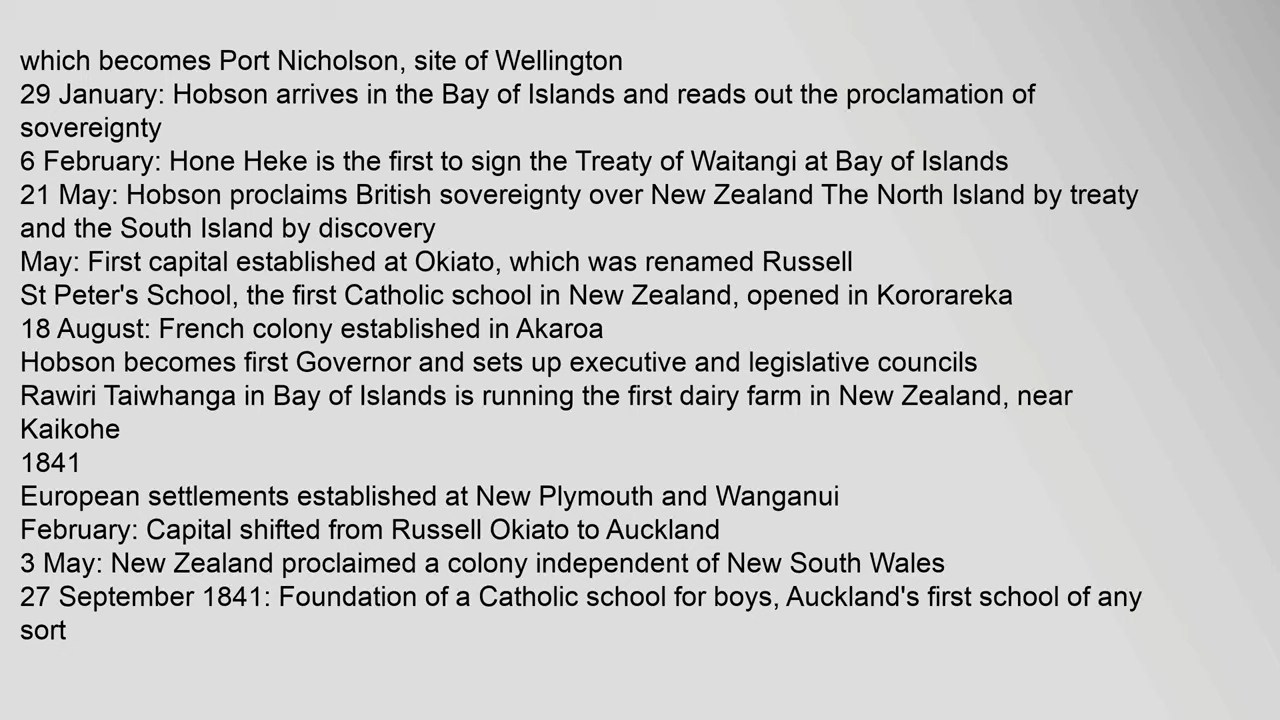 which becomes Port Nicholson, site of Wellington
29 January: Hobson arrives in the Bay of Islands and reads out the proclamation of
sovereignty
6 February: Hone Heke is the first to sign the Treaty of Waitangi at Bay of Islands
21 May: Hobson proclaims British sovereignty over New Zealand The North Island by treaty
and the South Island by discovery
May: First capital established at Okiato, which was renamed Russell
St Peter's School, the first Catholic school in New Zealand, opened in Kororareka
18 August: French colony established in Akaroa
Hobson becomes first Governor and sets up executive and legislative councils
Rawiri Taiwhanga in Bay of Islands is running the first dairy farm in New Zealand, near
Kaikohe
1841
European settlements established at New Plymouth and Wanganui
February: Capital shifted from Russell Okiato to Auckland
3 May: New Zealand proclaimed a colony independent of New South Wales
27 September 1841: Foundation of a Catholic school for boys, Auckland's first school of any
sort